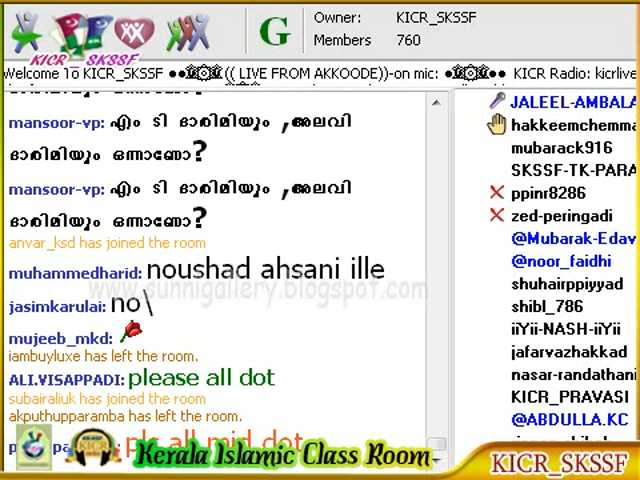 Owner: KICR_SKSSF
Members 760
G
KICR_SKSSF
Welcome To KICR_SKSSF (( LIVE FROM AKKOODE))-on mic: KICR Radio: kicrlive
mansoor-vp: എം ടി ദാരിമിയും ,അലവി
ദാരിമിയും ഒന്നാണോ?
mansoor-vp: എം ടി ദാരിമിയും ,അലവി
ദാരിമിയും ഒന്നാണോ?
anvar_ksd has joined the room
muhammedharid: noushad ahsani ille
www.sunnigallery.blogspot.com
jasimkarulai: no\
mujeeb_mkd:
iambuyluxe has left the room.
ALI.VISAPPADI: please all dot
subairaliuk has joined the room
akputhupparamba has left the room.
pls all mid dot
JALEEL-AMBALA
hakkeemchemma
mubarack916
SKSSF-TK-PARA
ppinr8286
zed-peringadi
@Mubarak-Edav
@noor_faidhi
shuhairppiyyad
shibl_786
iiYii-NASH-iiYii
jafarvazhakkad
nasar-randathani
KICR_PRAVASI
@ABDULLA.KC
Kerala Islamic Class Room
KICR_SKSSF